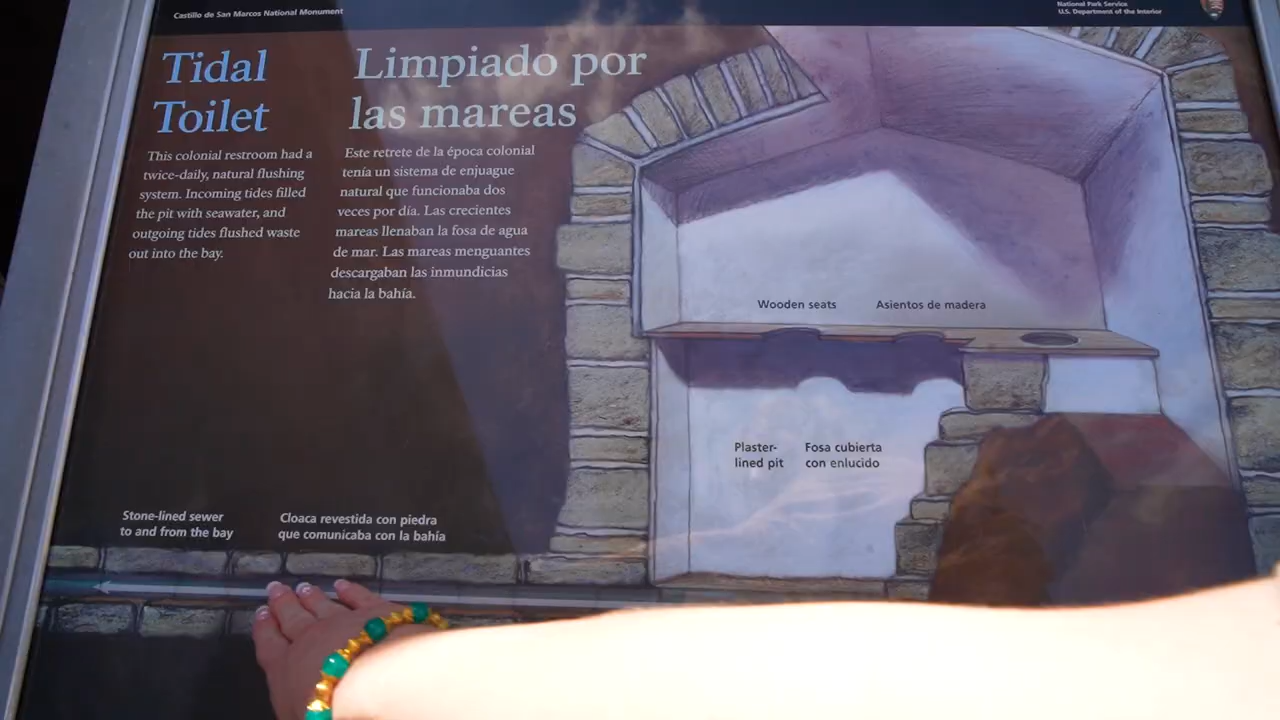 Castillo de San Marcos National Monument
National Park Service
U.S. Department of the Interior
Tidal
Toilet
This colonial restroom had a
twice-daily, natural flushing
system. Incoming tides filled
the pit with seawater, and
outgoing tides flushed waste
out into the bay.
Limpiado por
las mareas
Este retrete de la época colonial
tenía un sistema de enjuague
natural que funcionaba dos
veces por día. Las crecientes
mareas llenaban la fosa de agua
de mar. Las mareas menguantes
descargaban las inmundicias
hacia la bahía.
Wooden seats
Asientos de madera
Plaster-
lined pit
Fosa cubierta
con enlucido
Stone-lined sewer
to and from the bay
Cloaca revestida con piedra
que comunicaba con la bahía